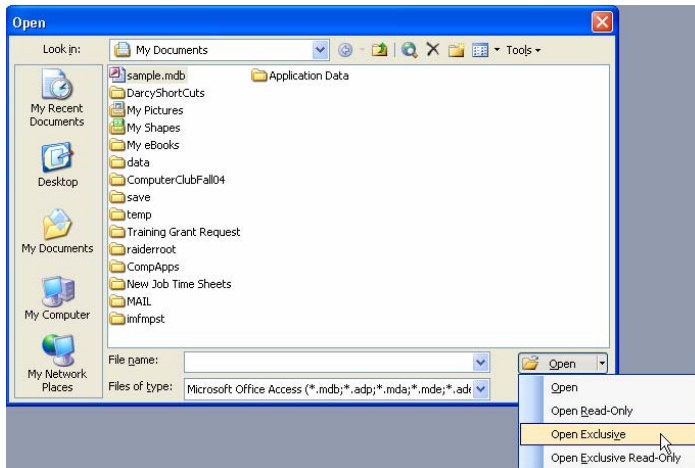 Open
Look in: My Documents Tools
sample.mdb Application Data
DarcyShortCuts
My Pictures
My Shapes
My eBooks
data
ComputerClubFall04
save
temp
Training Grant Request
raiderroot
CompApps
New Job Time Sheets
MAIL
imfmpst
My Recent
Documents
Desktop
My Documents
My Computer
My Network
Places
File name: Open
Files of type: Microsoft Office Access (*.mdb;*.adp;*.mda;*.mde;*.ade
Open
Open Read-Only
Open Exclusive
Open Exclusive Read-Only